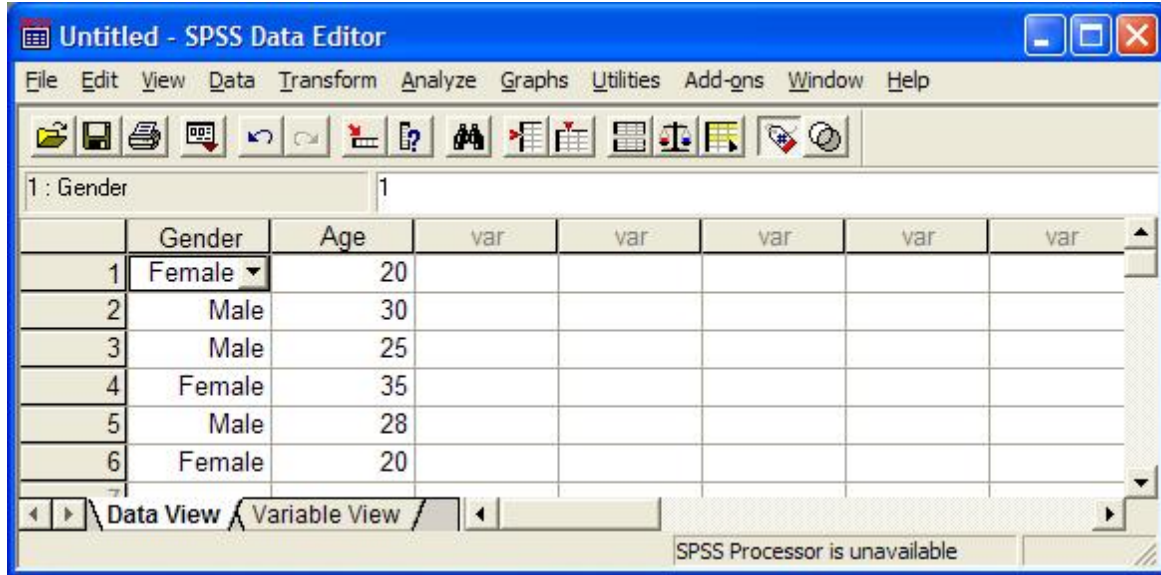 Untitled - SPSS Data Editor
File Edit View Data Transform Analyze Graphs Utilities Add-ons Window Help
1 : Gender 1
Gender Age var var var var var
1 Female 20
2 Male 30
3 Male 25
4 Female 35
5 Male 28
6 Female 20
7
Data View Variable View
SPSS Processor is unavailable